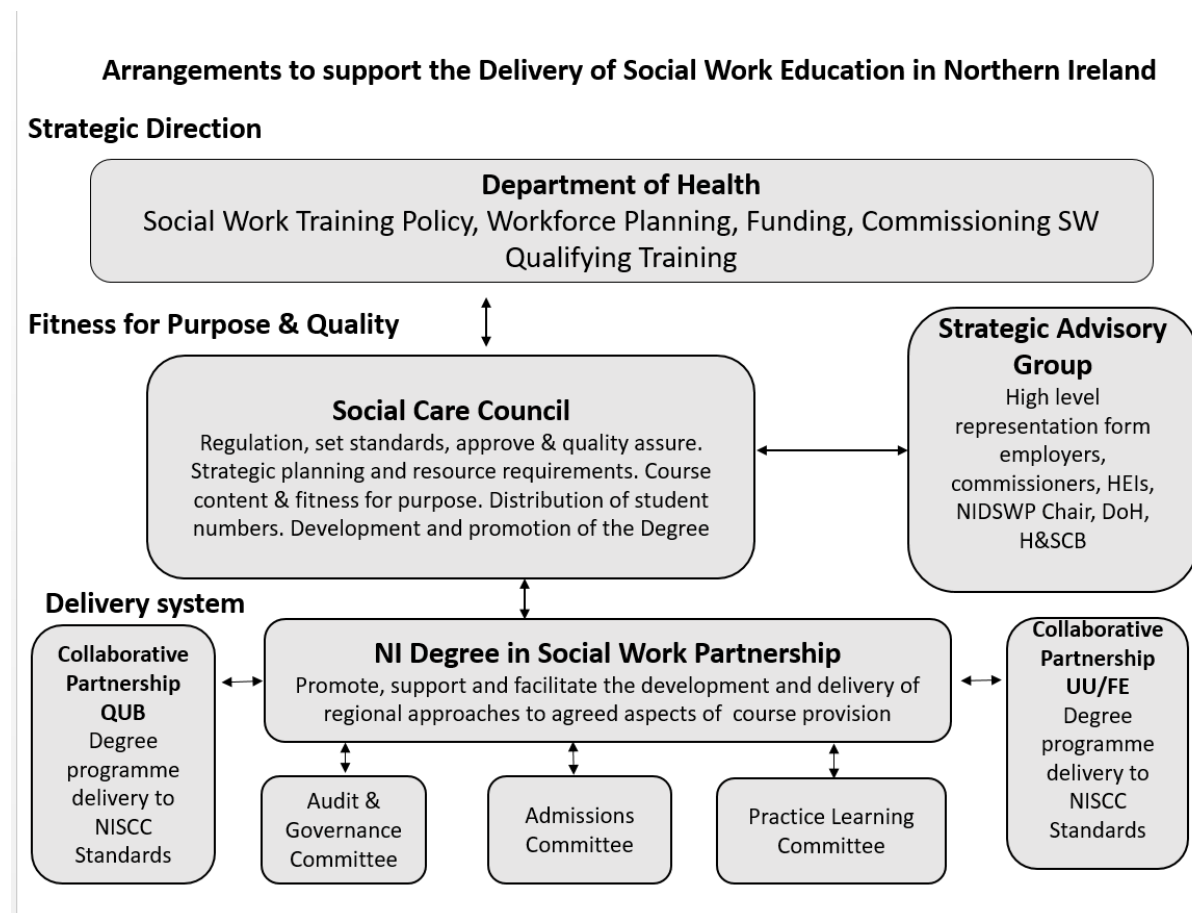 Arrangements to support the Delivery of Social Work Education in Northern Ireland
Strategic Direction
Department of Health
Social Work Training Policy, Workforce Planning, Funding, Commissioning SW
Qualifying Training
Fitness for Purpose & Quality
Social Care Council
Regulation, set standards, approve & quality assure.
Strategic planning and resource requirements. Course
content & fitness for purpose. Distribution of student
numbers. Development and promotion of the Degree
Strategic Advisory
Group
High level
representation form
employers,
commissioners, HEIs,
NIDSWP Chair, DoH,
H&SCB
Delivery system
Collaborative
Partnership
QUB
Degree
programme
delivery to
NISCC
Standards
NI Degree in Social Work Partnership
Promote, support and facilitate the development and delivery of
regional approaches to agreed aspects of course provision
Collaborative
Partnership
UU/FE
Degree
programme
delivery to
NISCC
Standards
Audit &
Governance
Committee
Admissions
Committee
Practice Learning
Committee